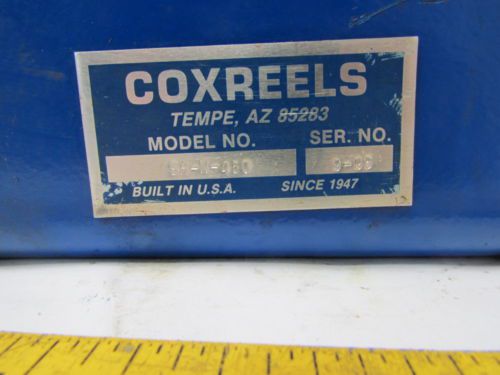 COXREELS
TEMPE, AZ 85283
MODEL NO. SER. NO.
BUILT IN U.S.A. SINCE 1947